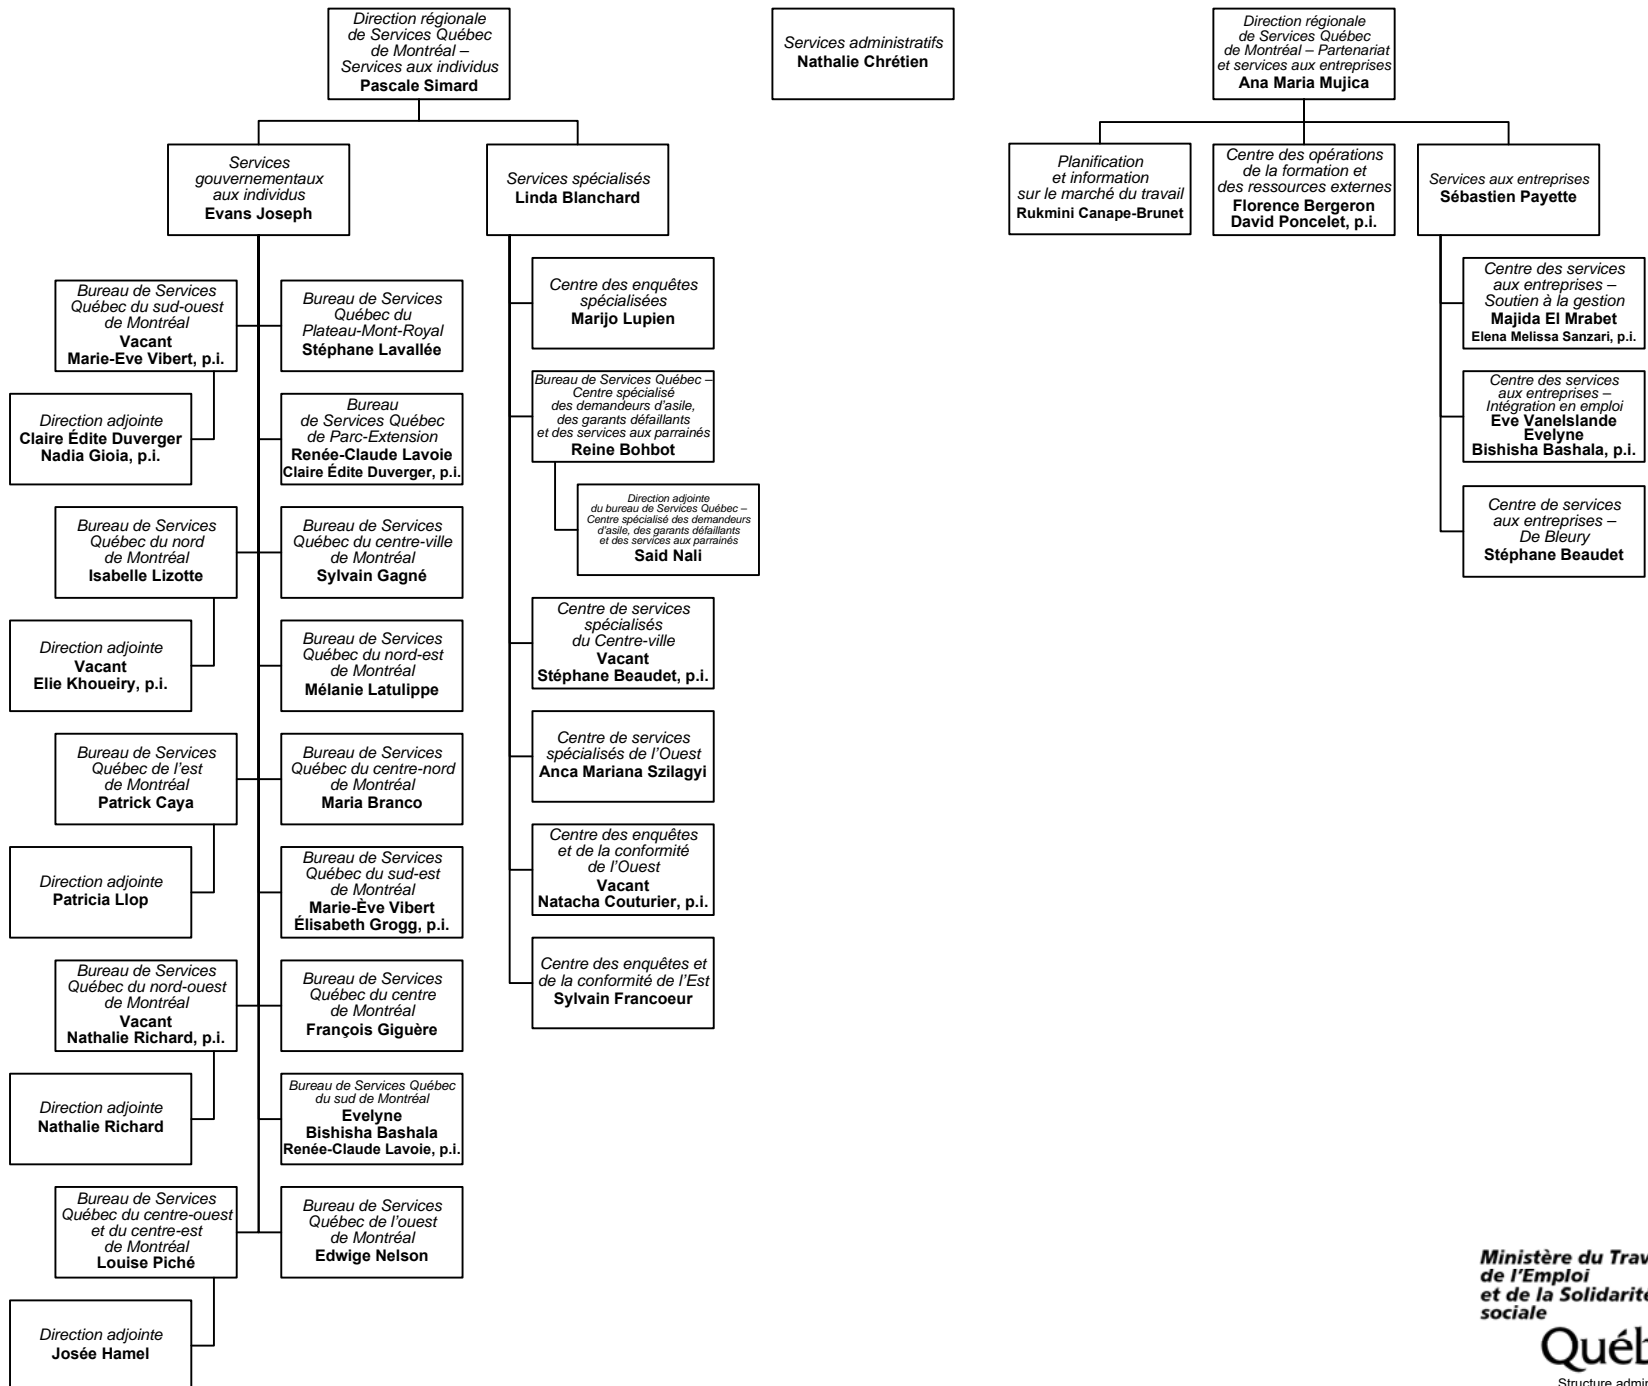 Direction régionale
de Services Québec
de Montréal –
Services aux individus
Pascale Simard
Services administratifs
Nathalie Chrétien
Direction régionale
de Services Québec
de Montréal – Partenariat
et services aux entreprises
Ana Maria Mujica
Services
gouvernementaux
aux individus
Evans Joseph
Services spécialisés
Linda Blanchard
Planification
et information
sur le marché du travail
Rukmini Canape-Brunet
Centre des opérations
de la formation et
des ressources externes
Florence Bergeron
David Poncelet, p.i.
Services aux entreprises
Sébastien Payette
Bureau de Services
Québec du sud-ouest
de Montréal
Vacant
Marie-Eve Vibert, p.i.
Direction adjointe
Claire Édite Duverger
Nadia Gioia, p.i.
Bureau de Services
Québec du nord
de Montréal
Isabelle Lizotte
Direction adjointe
Vacant
Elie Khoueiry, p.i.
Bureau de Services
Québec de l'est
de Montréal
Patrick Caya
Direction adjointe
Patricia Llop
Bureau de Services
Québec du nord-ouest
de Montréal
Vacant
Nathalie Richard, p.i.
Direction adjointe
Nathalie Richard
Bureau de Services
Québec du centre-ouest
et du centre-est
de Montréal
Louise Piché
Direction adjointe
Josée Hamel
Bureau de Services
Québec du
Plateau-Mont-Royal
Stéphane Lavallée
Bureau
de Services Québec
de Parc-Extension
Renée-Claude Lavoie
Claire Édite Duverger, p.i.
Bureau de Services
Québec du centre-ville
de Montréal
Sylvain Gagné
Bureau de Services
Québec du nord-est
de Montréal
Mélanie Latulippe
Bureau de Services
Québec du centre-nord
de Montréal
Maria Branco
Bureau de Services
Québec du sud-est
de Montréal
Marie-Ève Vibert
Élisabeth Grogg, p.i.
Bureau de Services
Québec du centre
de Montréal
François Giguère
Bureau de Services Québec
du sud de Montréal
Evelyne
Bishisha Bashala
Renée-Claude Lavoie, p.i.
Bureau de Services
Québec de l'ouest
de Montréal
Edwige Nelson
Centre des enquêtes
spécialisées
Marijo Lupien
Bureau de Services Québec –
Centre spécialisé
des demandeurs d'asile,
des garants défaillants
et des services aux parrainés
Reine Bohbot
Direction adjointe
du bureau de Services Québec –
Centre spécialisé des demandeurs
d'asile, des garants défaillants
et des services aux parrainés
Said Nali
Centre de services
spécialisés
du Centre-ville
Vacant
Stéphane Beaudet, p.i.
Centre de services
spécialisés de l'Ouest
Anca Mariana Szilagyi
Centre des enquêtes
et de la conformité
de l'Ouest
Vacant
Natacha Couturier, p.i.
Centre des enquêtes et
de la conformité de l'Est
Sylvain Francoeur
Centre des services
aux entreprises –
Soutien à la gestion
Majida El Mrabet
Elena Melissa Sanzari, p.i.
Centre des services
aux entreprises –
Intégration en emploi
Eve Vanelslande
Evelyne
Bishisha Bashala, p.i.
Centre de services
aux entreprises –
De Bleury
Stéphane Beaudet
Ministère du Trav
de l'Emploi
et de la Solidarité
sociale
Québ
Structure admin